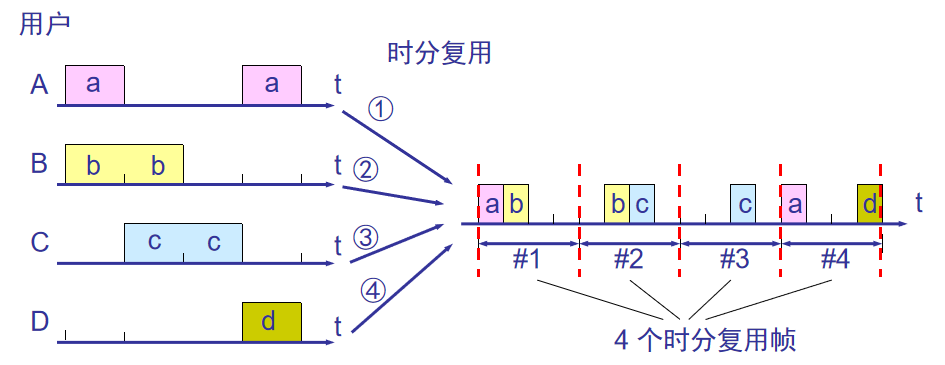 用户
时分复用
A a a t
①
B b b t
②
a b b c c a d t
C c c t
③
#1 #2 #3 #4
④
D d t
4 个时分复用帧